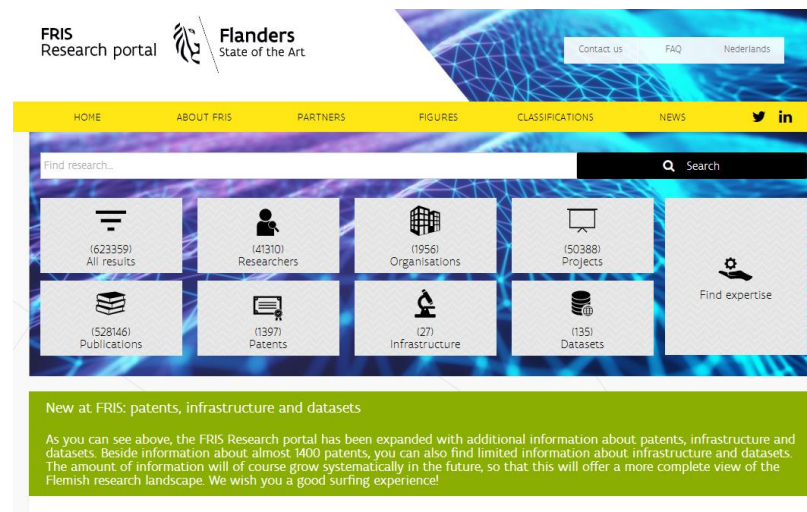 FRIS
Research portal
Flanders
State of the Art
Contact us
FAQ
Nederlands
HOME
ABOUT FRIS
PARTNERS
FIGURES
CLASSIFICATIONS
NEWS
in
Find research...
Search
(623359)
All results
(41310)
Researchers
(1956)
Organisations
(50388)
Projects
Find expertise
(528146)
Publications
(1397)
Patents
(27)
Infrastructure
(135)
Datasets
New at FRIS: patents, infrastructure and datasets
As you can see above, the FRIS Research portal has been expanded with additional information about patents, infrastructure and
datasets. Beside information about almost 1400 patents, you can also find limited information about infrastructure and datasets.
The amount of information will of course grow systematically in the future, so that this will offer a more complete view of the
Flemish research landscape. We wish you a good surfing experience!